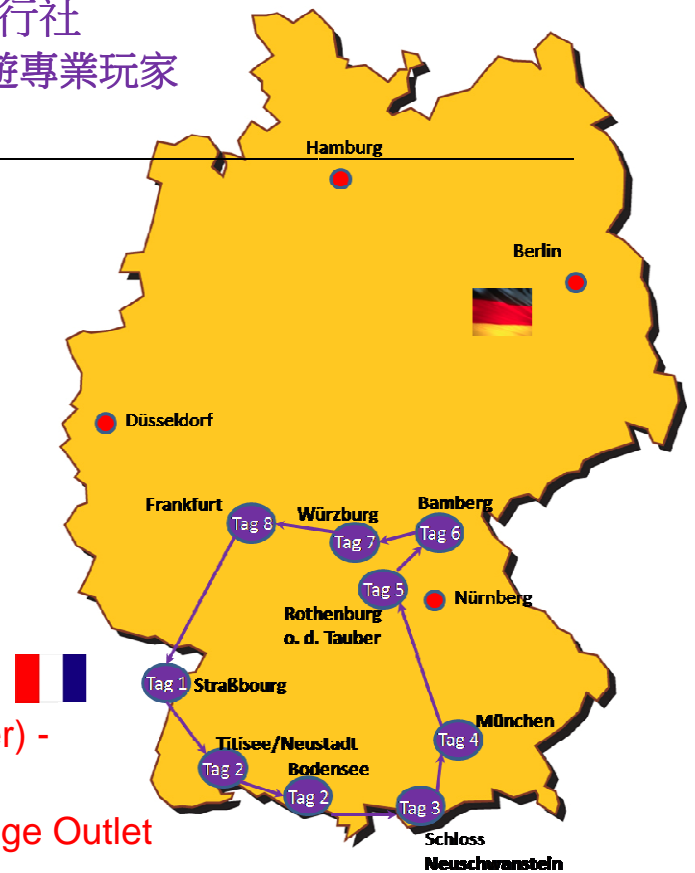 行社
遊專業玩家
Hamburg
Berlin
Düsseldorf
Frankfurt
Würzburg
Bamberg
Tag 8
Tag 7
Tag 6
Tag 5
Nürnberg
Rothenburg
o. d. Tauber
Tag 1
Straßbourg
r) -
München
Tag 4
Titisee/Neustadt
Tag 2
Bodensee
Tag 2
Tag 3
ge Outlet
Schloss
Neuschwanstein